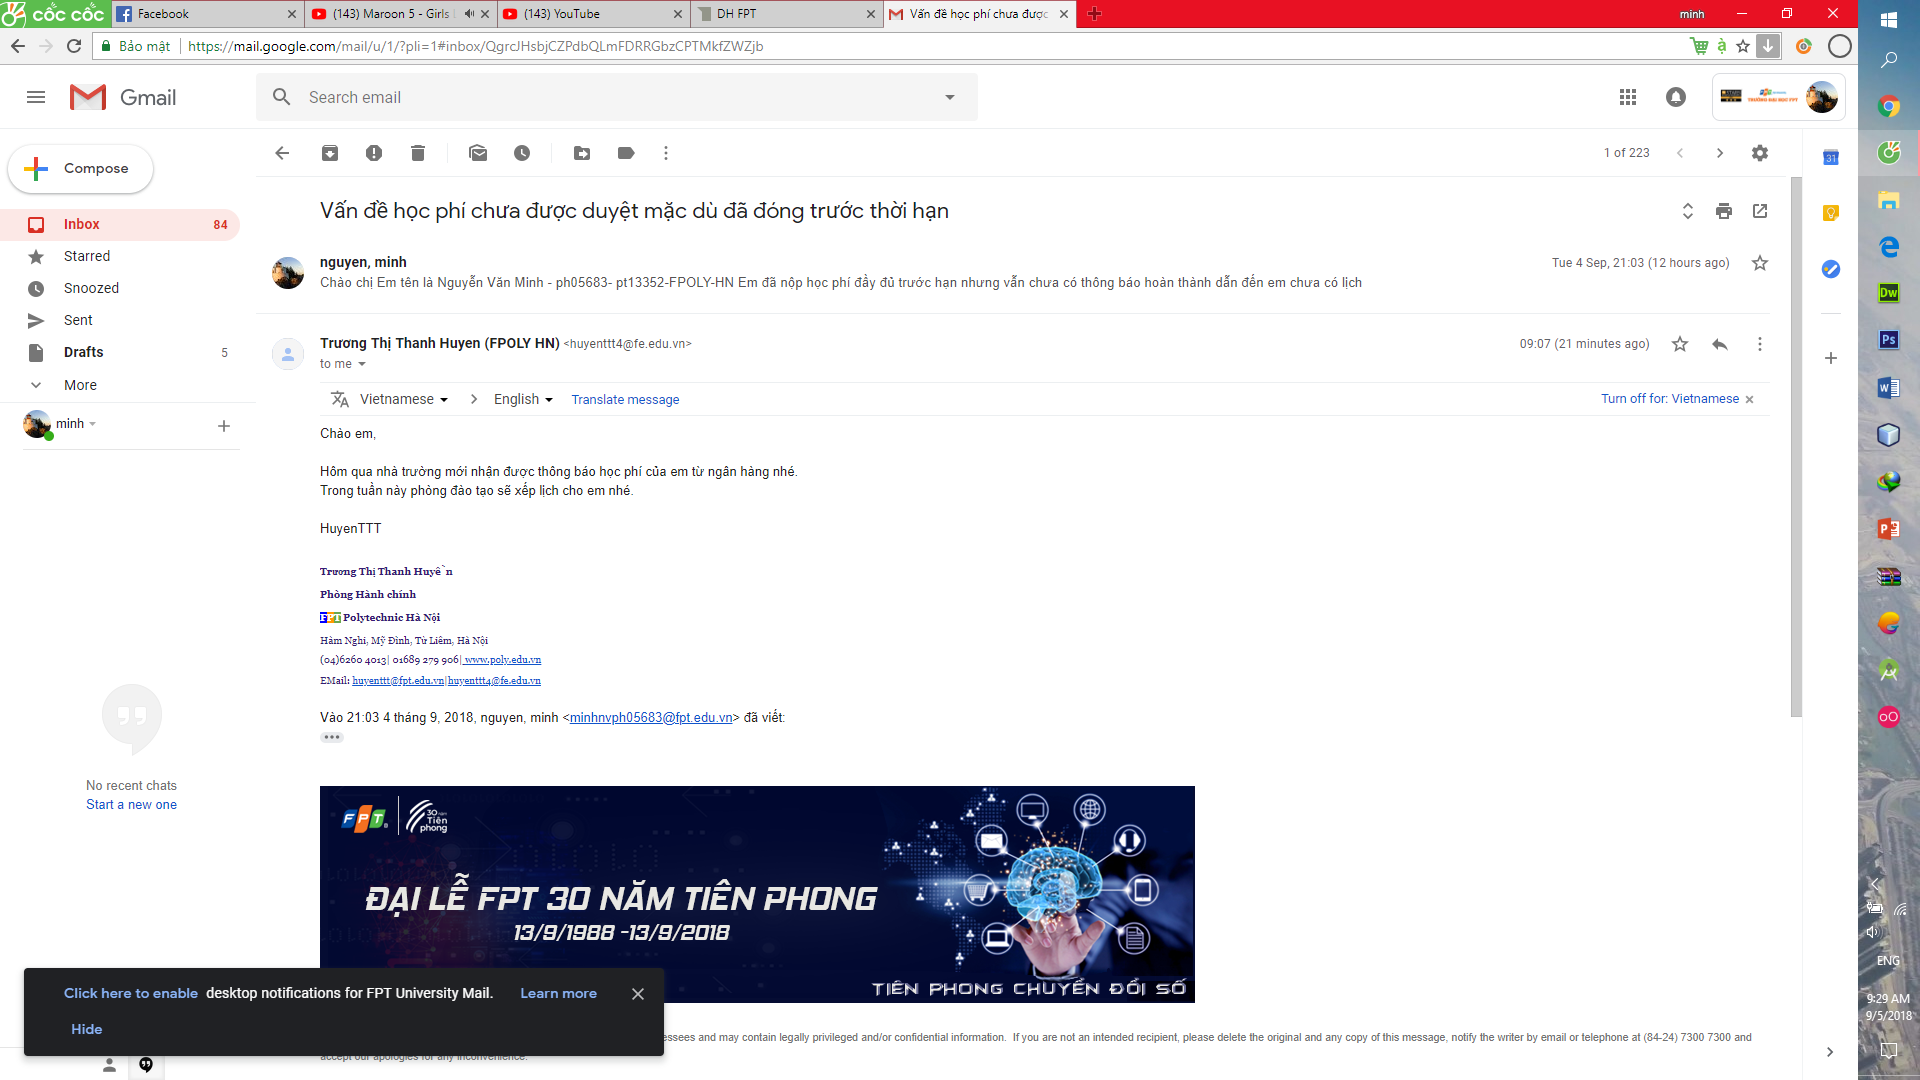 cốc cốc
Facebook
(143) Maroon 5 - Girls
(143) YouTube
DH FPT
Vấn đề học phí chưa được
minh
Bảo mật
https://mail.google.com/mail/u/1/?pli=1#inbox/QgrcJHsbjCZPdbQLmFDRRGbzCPTMkfZWZjb
Gmail
Search email
Compose
1 of 223
Inbox 84
Starred
Snoozed
Sent
Drafts 5
More
minh
No recent chats
Start a new one
Vấn đề học phí chưa được duyệt mặc dù đã đóng trước thời hạn
nguyen, minh
Tue 4 Sep, 21:03 (12 hours ago)
Chào chị Em tên là Nguyễn Văn Minh - ph05683- pt13352-FPOLY-HN Em đã nộp học phí đầy đủ trước hạn nhưng vẫn chưa có thông báo hoàn thành dẫn đến em chưa có lịch
Trương Thị Thanh Huyen (FPOLY HN) <huyenttt4@fe.edu.vn>
09:07 (21 minutes ago)
to me
Vietnamese > English Translate message
Turn off for: Vietnamese
Chào em,
Hôm qua nhà trường mới nhận được thông báo học phí của em từ ngân hàng nhé.
Trong tuần này phòng đào tạo sẽ xếp lịch cho em nhé.
HuyenTTT
Trương Thị Thanh Huyền
Phòng Hành chính
FPT Polytechnic Hà Nội
Hàm Nghi, Mỹ Đình, Từ Liêm, Hà Nội
(04)6260 4013| 01689 279 906| www.poly.edu.vn
EMail: huyenttt@fpt.edu.vn|huyenttt4@fe.edu.vn
Vào 21:03 4 tháng 9, 2018, nguyen, minh <minhnvph05683@fpt.edu.vn> đã viết:
FPT
30 năm
Tiên phong
ĐẠI LỄ FPT 30 NĂM TIÊN PHONG
13/9/1988 -13/9/2018
TIÊN PHONG CHUYỂN ĐỔI SỐ
Click here to enable desktop notifications for FPT University Mail. Learn more
Hide
essees and may contain legally privileged and/or confidential information. If you are not an intended recipient, please delete the original and any copy of this message, notify the writer by email or telephone at (84-24) 7300 7300 and
accept our apologies for any inconvenience.
31
Dw
Ps
ENG
9:29 AM
9/5/2018